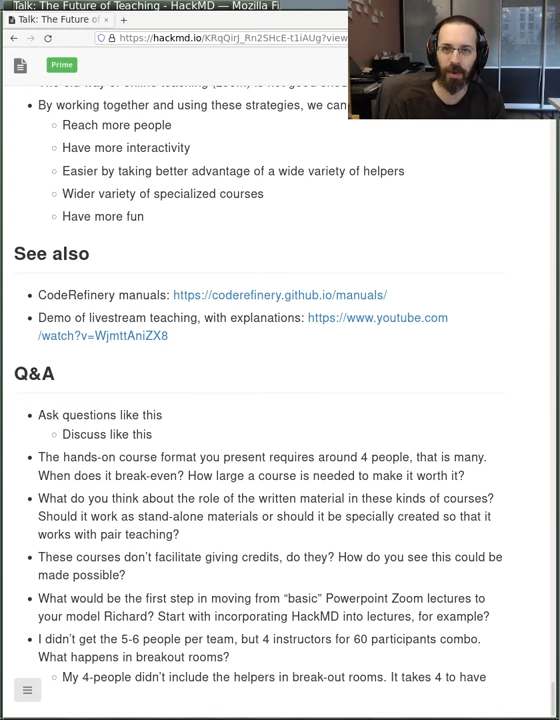 Talk: The Future of Teaching - HackMD — Mozilla Fi
Talk: The Future of
https://hackmd.io/KRqQirJ_Rn2SHcE-t1iAUg?view
Prime
By working together and using these strategies, we can
Reach more people
Have more interactivity
Easier by taking better advantage of a wide variety of helpers
Wider variety of specialized courses
Have more fun
See also
CodeRefinery manuals: https://coderefinery.github.io/manuals/
Demo of livestream teaching, with explanations: https://www.youtube.com
/watch?v=WjmttAniZX8
Q&A
Ask questions like this
Discuss like this
The hands-on course format you present requires around 4 people, that is many.
When does it break-even? How large a course is needed to make it worth it?
What do you think about the role of the written material in these kinds of courses?
Should it work as stand-alone materials or should it be specially created so that it
works with pair teaching?
These courses don’t facilitate giving credits, do they? How do you see this could be
made possible?
What would be the first step in moving from “basic” Powerpoint Zoom lectures to
your model Richard? Start with incorporating HackMD into lectures, for example?
I didn’t get the 5-6 people per team, but 4 instructors for 60 participants combo.
What happens in breakout rooms?
My 4-people didn’t include the helpers in break-out rooms. It takes 4 to have